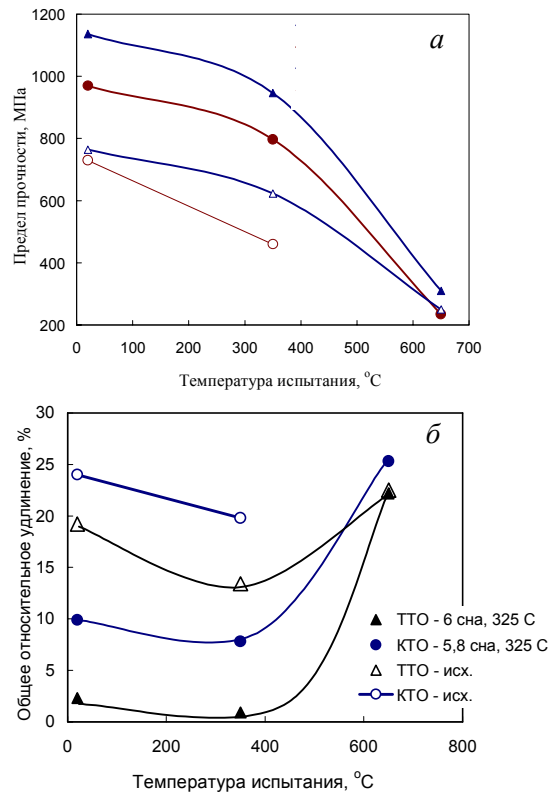 а
Предел прочности, МПа
1200
1000
800
600
400
200
0 100 200 300 400 500 600 700
Температура испытания, °С
б
Общее относительное удлинение, %
30
25
20
15
10
5
0
0 200 400 600 800
Температура испытания, °С
ТТО - 6 сна, 325 С
КТО - 5,8 сна, 325 С
ТТО - исх.
КТО - исх.